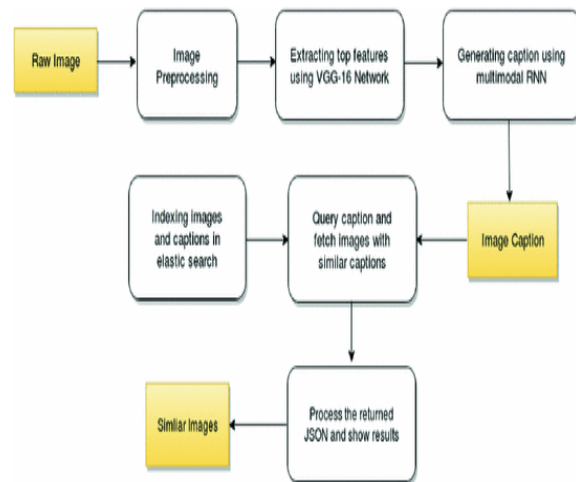 Raw Image
Image
Preprocessing
Extracting top features
using VGG-16 Network
Generating caption using
multimodal RNN
Indexing images
and captions in
elastic search
Query caption and
fetch images with
similar captions
Image Caption
Similiar Images
Process the returned
JSON and show results